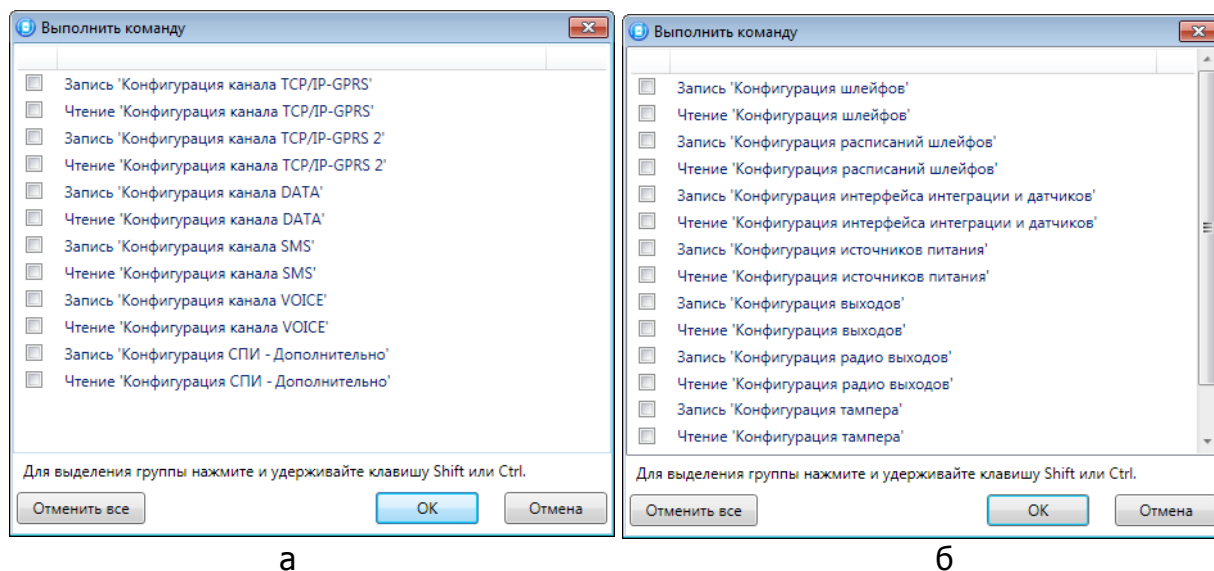 Выполнить команду
Запись 'Конфигурация канала TCP/IP-GPRS'
Чтение 'Конфигурация канала TCP/IP-GPRS'
Запись 'Конфигурация канала TCP/IP-GPRS 2'
Чтение 'Конфигурация канала TCP/IP-GPRS 2'
Запись 'Конфигурация канала DATA'
Чтение 'Конфигурация канала DATA'
Запись 'Конфигурация канала SMS'
Чтение 'Конфигурация канала SMS'
Запись 'Конфигурация канала VOICE'
Чтение 'Конфигурация канала VOICE'
Запись 'Конфигурация СПИ - Дополнительно'
Чтение 'Конфигурация СПИ - Дополнительно'
Для выделения группы нажмите и удерживайте клавишу Shift или Ctrl.
Отменить все OK Отмена
а
Выполнить команду
Запись 'Конфигурация шлейфов'
Чтение 'Конфигурация шлейфов'
Запись 'Конфигурация расписаний шлейфов'
Чтение 'Конфигурация расписаний шлейфов'
Запись 'Конфигурация интерфейса интеграции и датчиков'
Чтение 'Конфигурация интерфейса интеграции и датчиков'
Запись 'Конфигурация источников питания'
Чтение 'Конфигурация источников питания'
Запись 'Конфигурация выходов'
Чтение 'Конфигурация выходов'
Запись 'Конфигурация радио выходов'
Чтение 'Конфигурация радио выходов'
Запись 'Конфигурация тампера'
Чтение 'Конфигурация тампера'
Для выделения группы нажмите и удерживайте клавишу Shift или Ctrl.
Отменить все OK Отмена
б